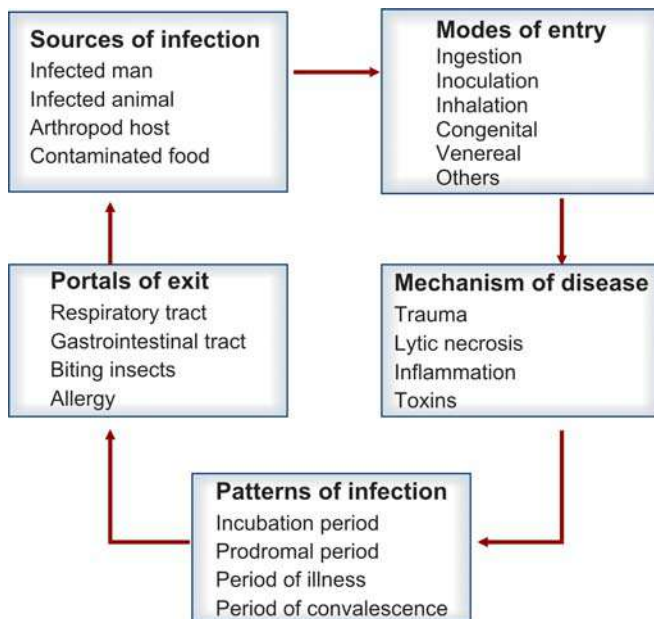 Sources of infection
Infected man
Infected animal
Arthropod host
Contaminated food
Modes of entry
Ingestion
Inoculation
Inhalation
Congenital
Venereal
Others
Mechanism of disease
Trauma
Lytic necrosis
Inflammation
Toxins
Patterns of infection
Incubation period
Prodromal period
Period of illness
Period of convalescence
Portals of exit
Respiratory tract
Gastrointestinal tract
Biting insects
Allergy